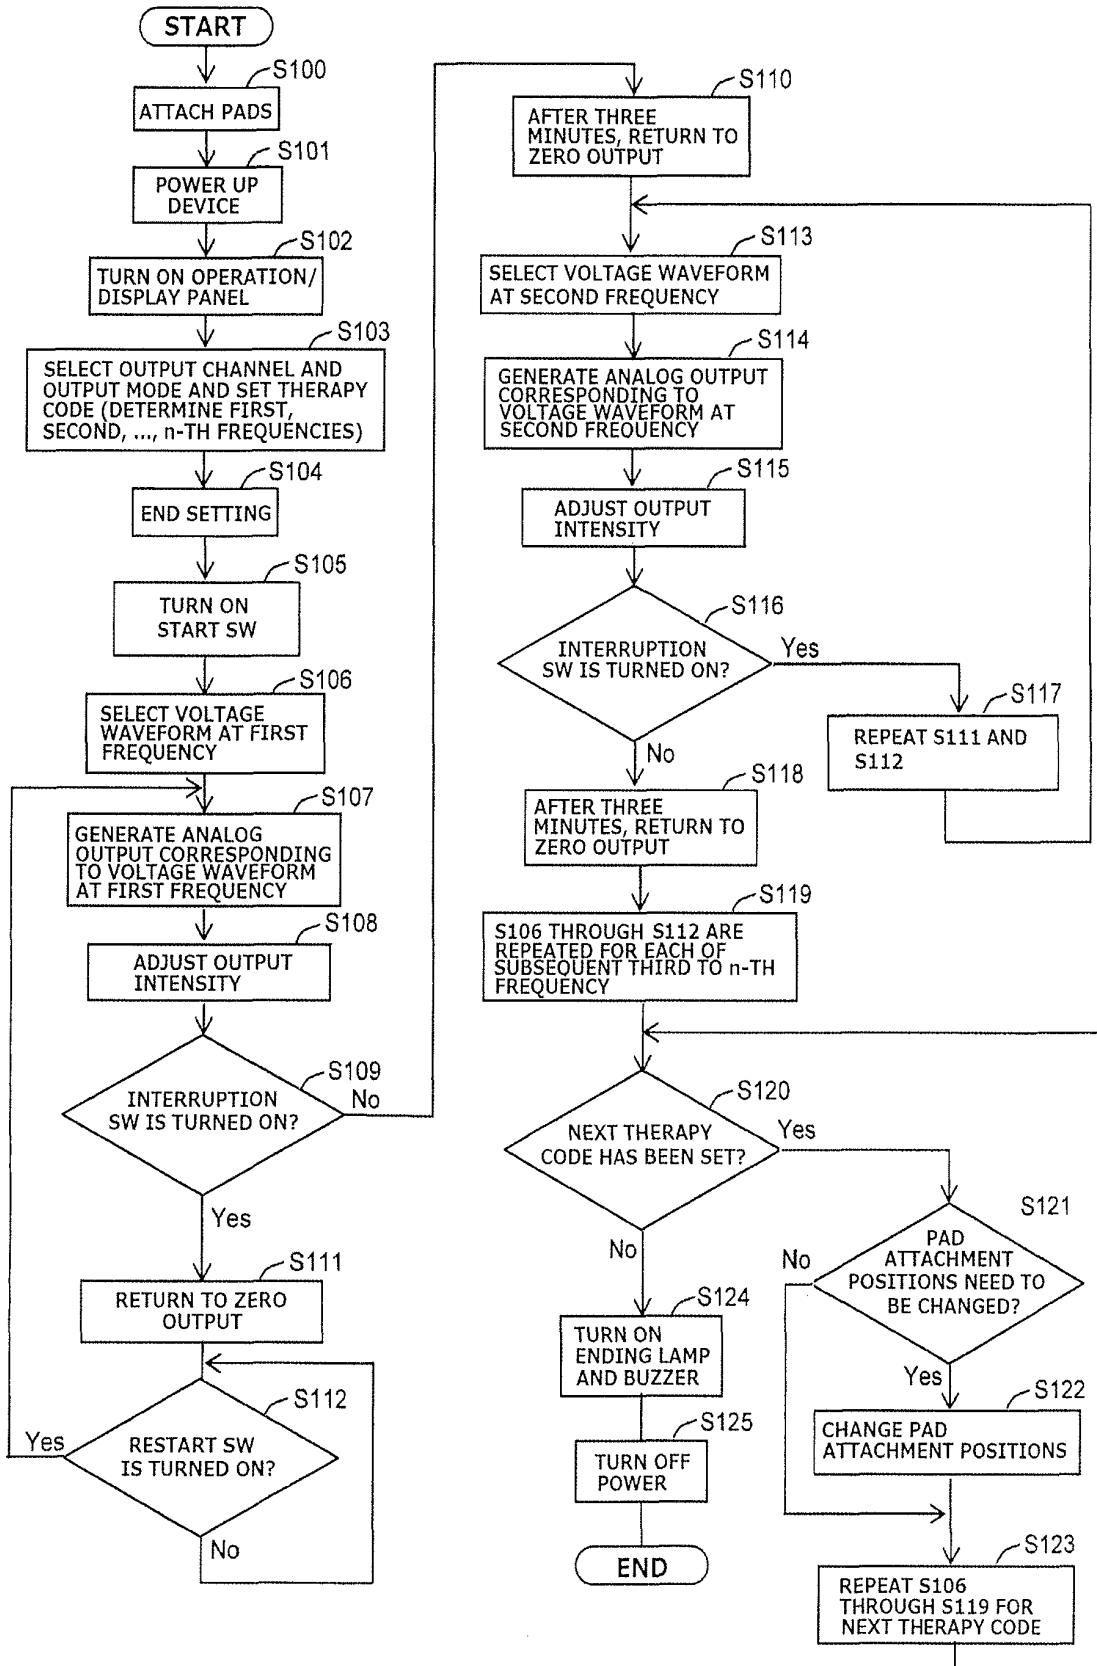 START
S100
ATTACH PADS
S101
POWER UP
DEVICE
S102
TURN ON OPERATION/
DISPLAY PANEL
S103
SELECT OUTPUT CHANNEL AND
OUTPUT MODE AND SET THERAPY
CODE (DETERMINE FIRST,
SECOND, ..., n-TH FREQUENCIES)
S104
END SETTING
S105
TURN ON
START SW
S106
SELECT VOLTAGE
WAVEFORM AT FIRST
FREQUENCY
S107
GENERATE ANALOG
OUTPUT CORRESPONDING
TO VOLTAGE WAVEFORM
AT FIRST FREQUENCY
S108
ADJUST OUTPUT
INTENSITY
S109
INTERRUPTION
SW IS TURNED ON?
No
Yes
S111
RETURN TO ZERO
OUTPUT
S112
RESTART SW
IS TURNED ON?
Yes
No
S110
AFTER THREE
MINUTES, RETURN TO
ZERO OUTPUT
S113
SELECT VOLTAGE WAVEFORM
AT SECOND FREQUENCY
S114
GENERATE ANALOG OUTPUT
CORRESPONDING TO
VOLTAGE WAVEFORM AT
SECOND FREQUENCY
S115
ADJUST OUTPUT
INTENSITY
S116
INTERRUPTION
SW IS TURNED ON?
Yes
No
S117
REPEAT S111 AND
S112
S118
AFTER THREE
MINUTES, RETURN TO
ZERO OUTPUT
S119
S106 THROUGH S112 ARE
REPEATED FOR EACH OF
SUBSEQUENT THIRD TO n-TH
FREQUENCY
S120
NEXT THERAPY
CODE HAS BEEN SET?
Yes
No
S121
PAD
ATTACHMENT
POSITIONS NEED TO
BE CHANGED?
No
Yes
S122
CHANGE PAD
ATTACHMENT POSITIONS
S123
REPEAT S106
THROUGH S119 FOR
NEXT THERAPY CODE
S124
TURN ON
ENDING LAMP
AND BUZZER
S125
TURN OFF
POWER
END